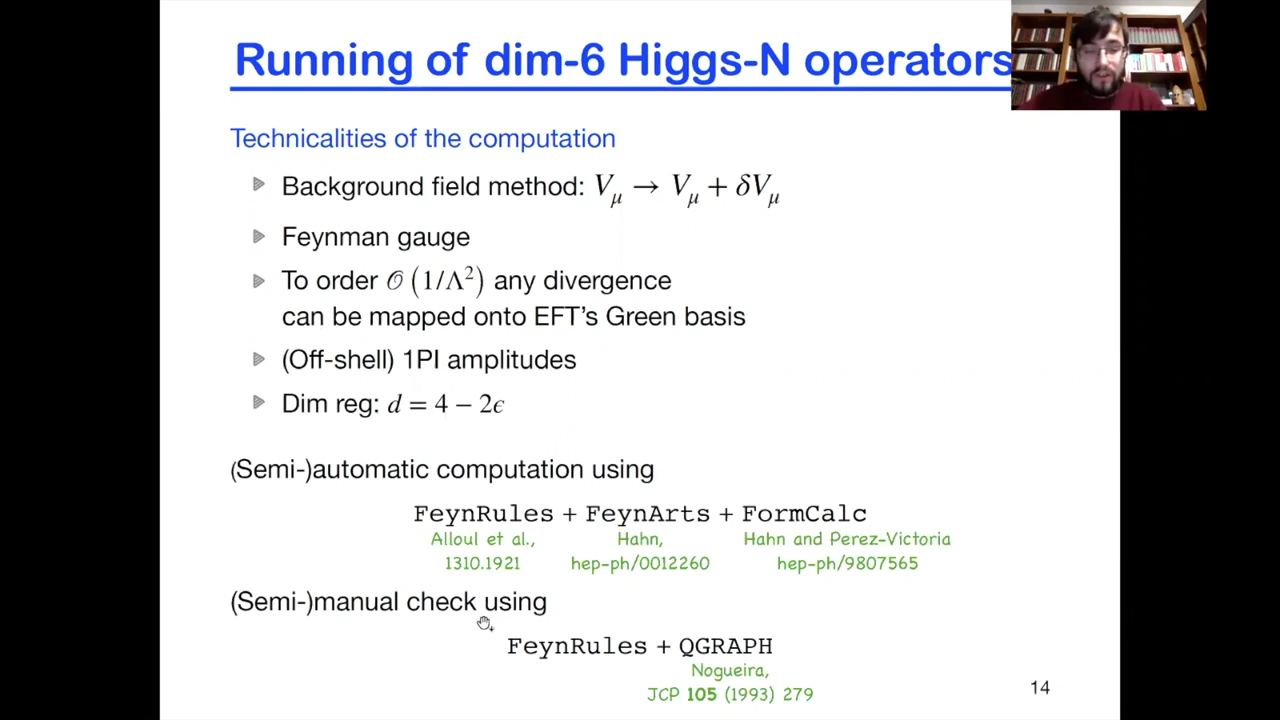 Running of dim-6 Higgs-N operators
Technicalities of the computation
Background field method: Vμ → Vμ + δVμ
Feynman gauge
To order 𝒪(1/Λ²) any divergence
can be mapped onto EFT's Green basis
(Off-shell) 1PI amplitudes
Dim reg: d = 4 − 2ϵ
(Semi-)automatic computation using
FeynRules + FeynArts + FormCalc
Alloul et al., Hahn, Hahn and Perez-Victoria
1310.1921 hep-ph/0012260 hep-ph/9807565
(Semi-)manual check using
FeynRules + QGRAPH
Nogueira,
JCP 105 (1993) 279
14